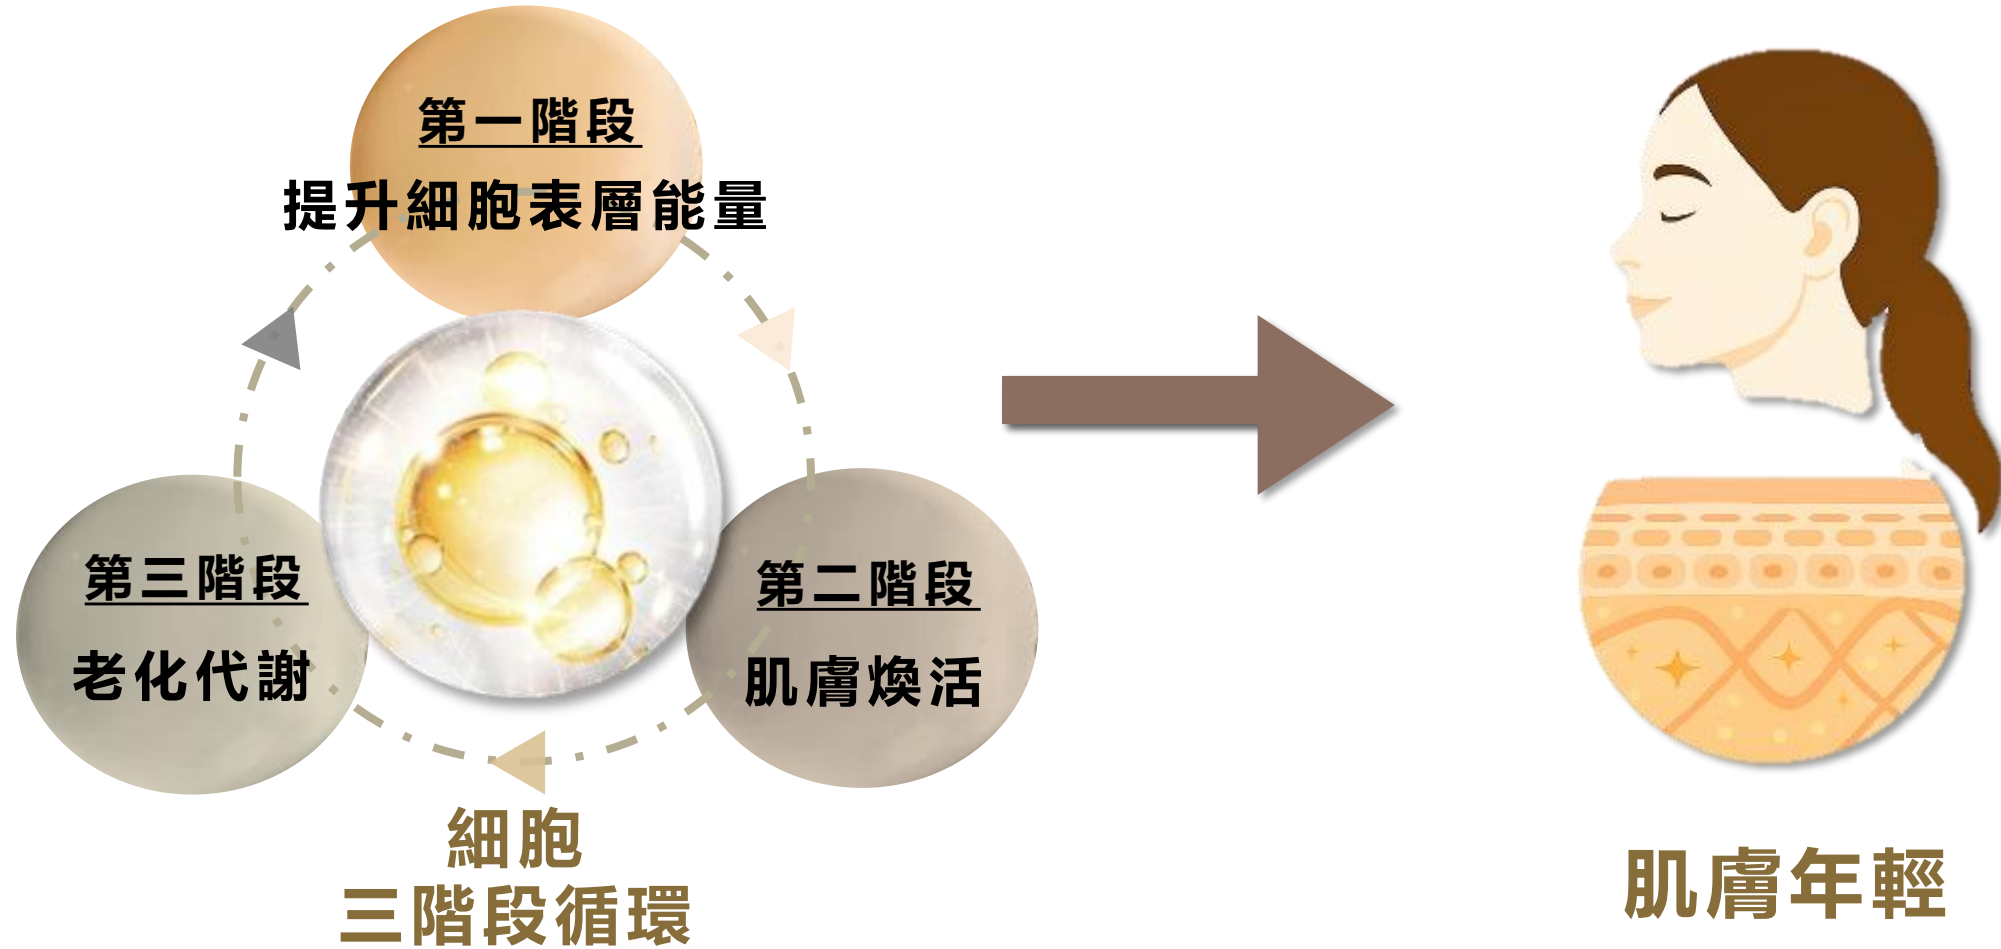 第一階段
提升細胞表層能量
第三階段
老化代謝
第二階段
肌膚煥活
細胞
三階段循環
肌膚年輕